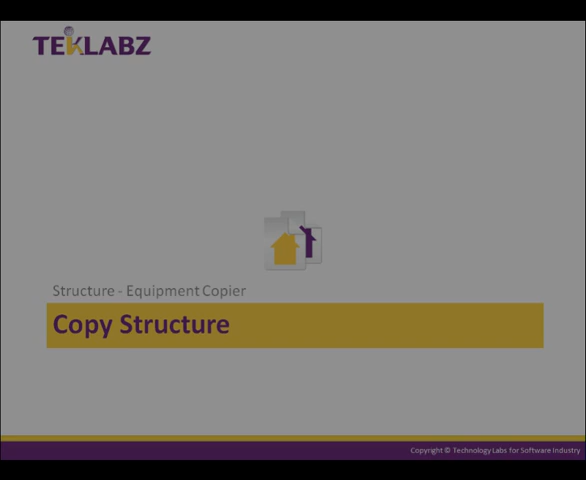 TEKLABZ
Structure - Equipment Copier
Copy Structure
Copyright © Technology Labs for Software Industry